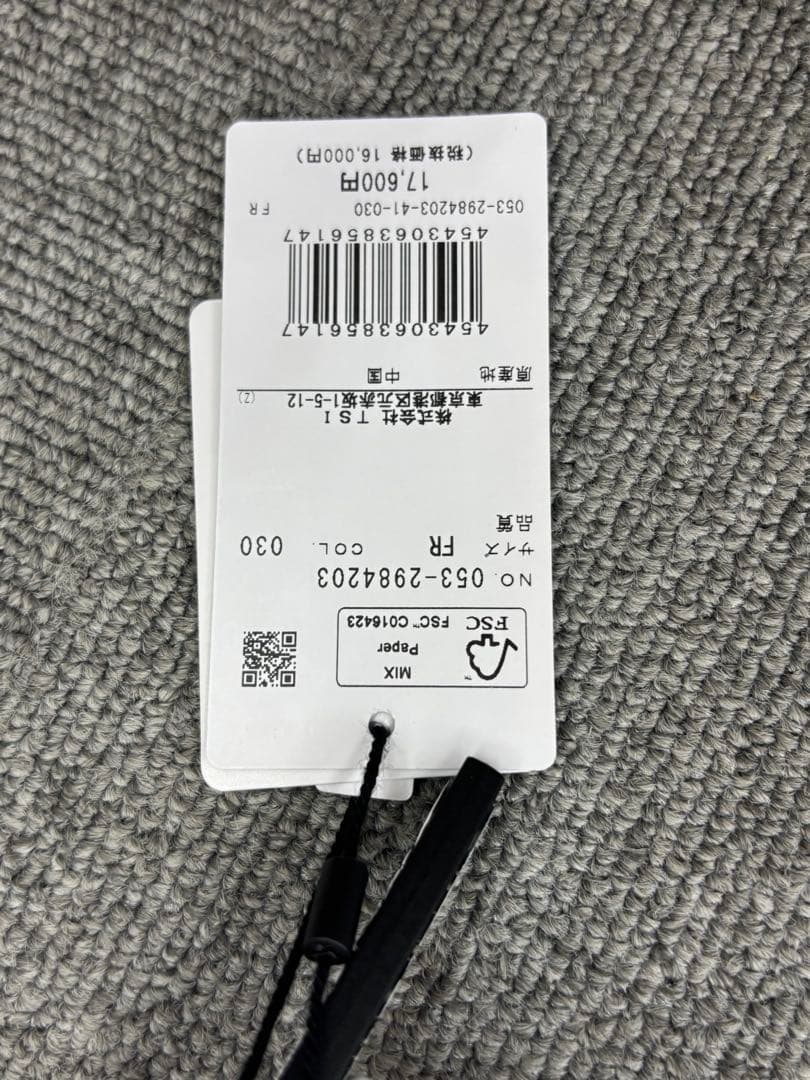 MIX
Paper
FSC
FSC™ C016423
NO. 053-2984203
サイズ FR COL. 030
品質
株式会社 TSI
東京都港区元赤坂1-5-12 (Z)
原産地 中国
4543063856147
4543063856147
053-2984203-41-030 FR
17,600円
(税抜価格 16,000円)